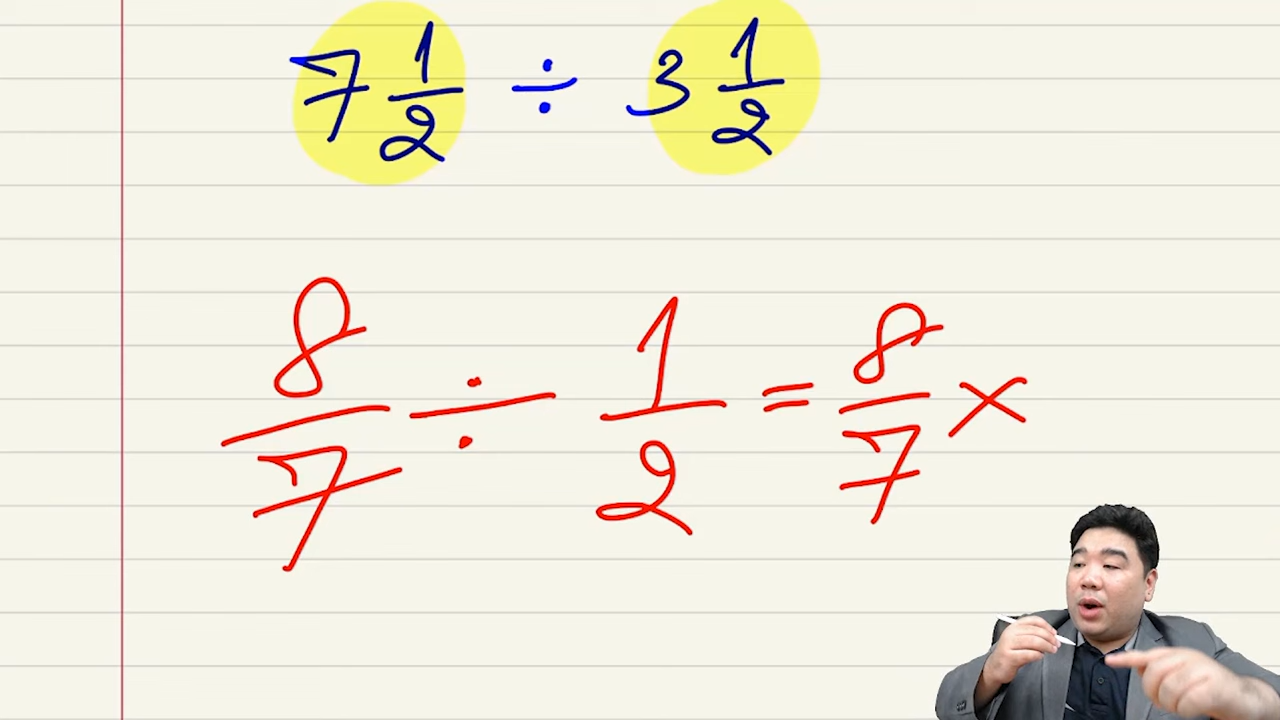 7 1/2 ÷ 3 1/2
8/7 ÷ 1/2 = 8/7 ×